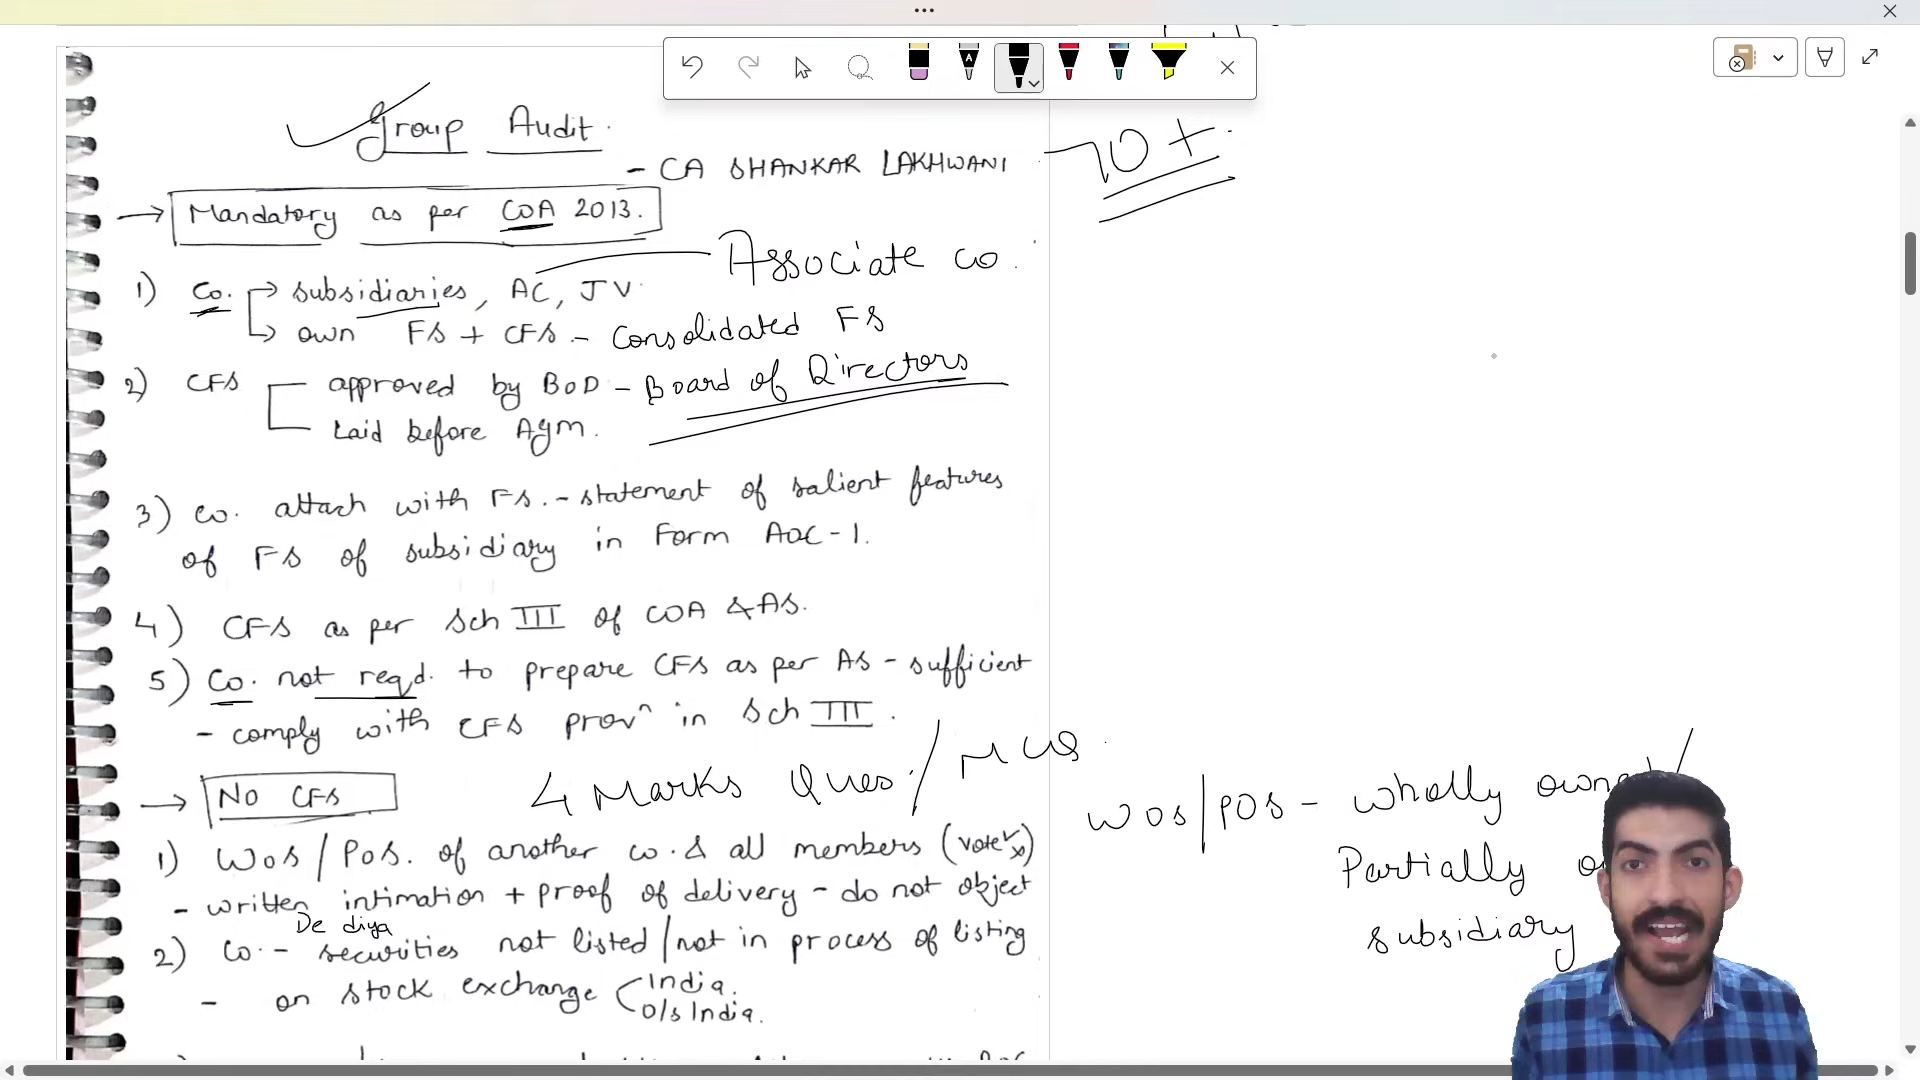 Group Audit.
- CA SHANKAR LAKHWANI
70+.
→ Mandatory as per COA 2013.
Associate co.
1) Co. → subsidiaries, AC, JV
→ own FS + CFS - Consolidated FS
2) CFS approved by BOD - Board of Directors
Laid before Agm.
3) Co. attach with FS. - statement of salient features
of FS of subsidiary in Form AOC-1.
4) CFS as per Sch III of COA & AS.
5) Co. not reqd. to prepare CFS as per AS - sufficient
- comply with CFS provⁿ in Sch III.
→ NO CFS
4 Marks Ques. / MCQ
WOS/POS - wholly
Partially
subsidiary
1) WOS/POS. of another co. & all members (vote ✓ x)
- written intimation + proof of delivery - do not object
De diya
2) Co. - securities not listed/not in process of listing
- on stock exchange India.
o/s India.